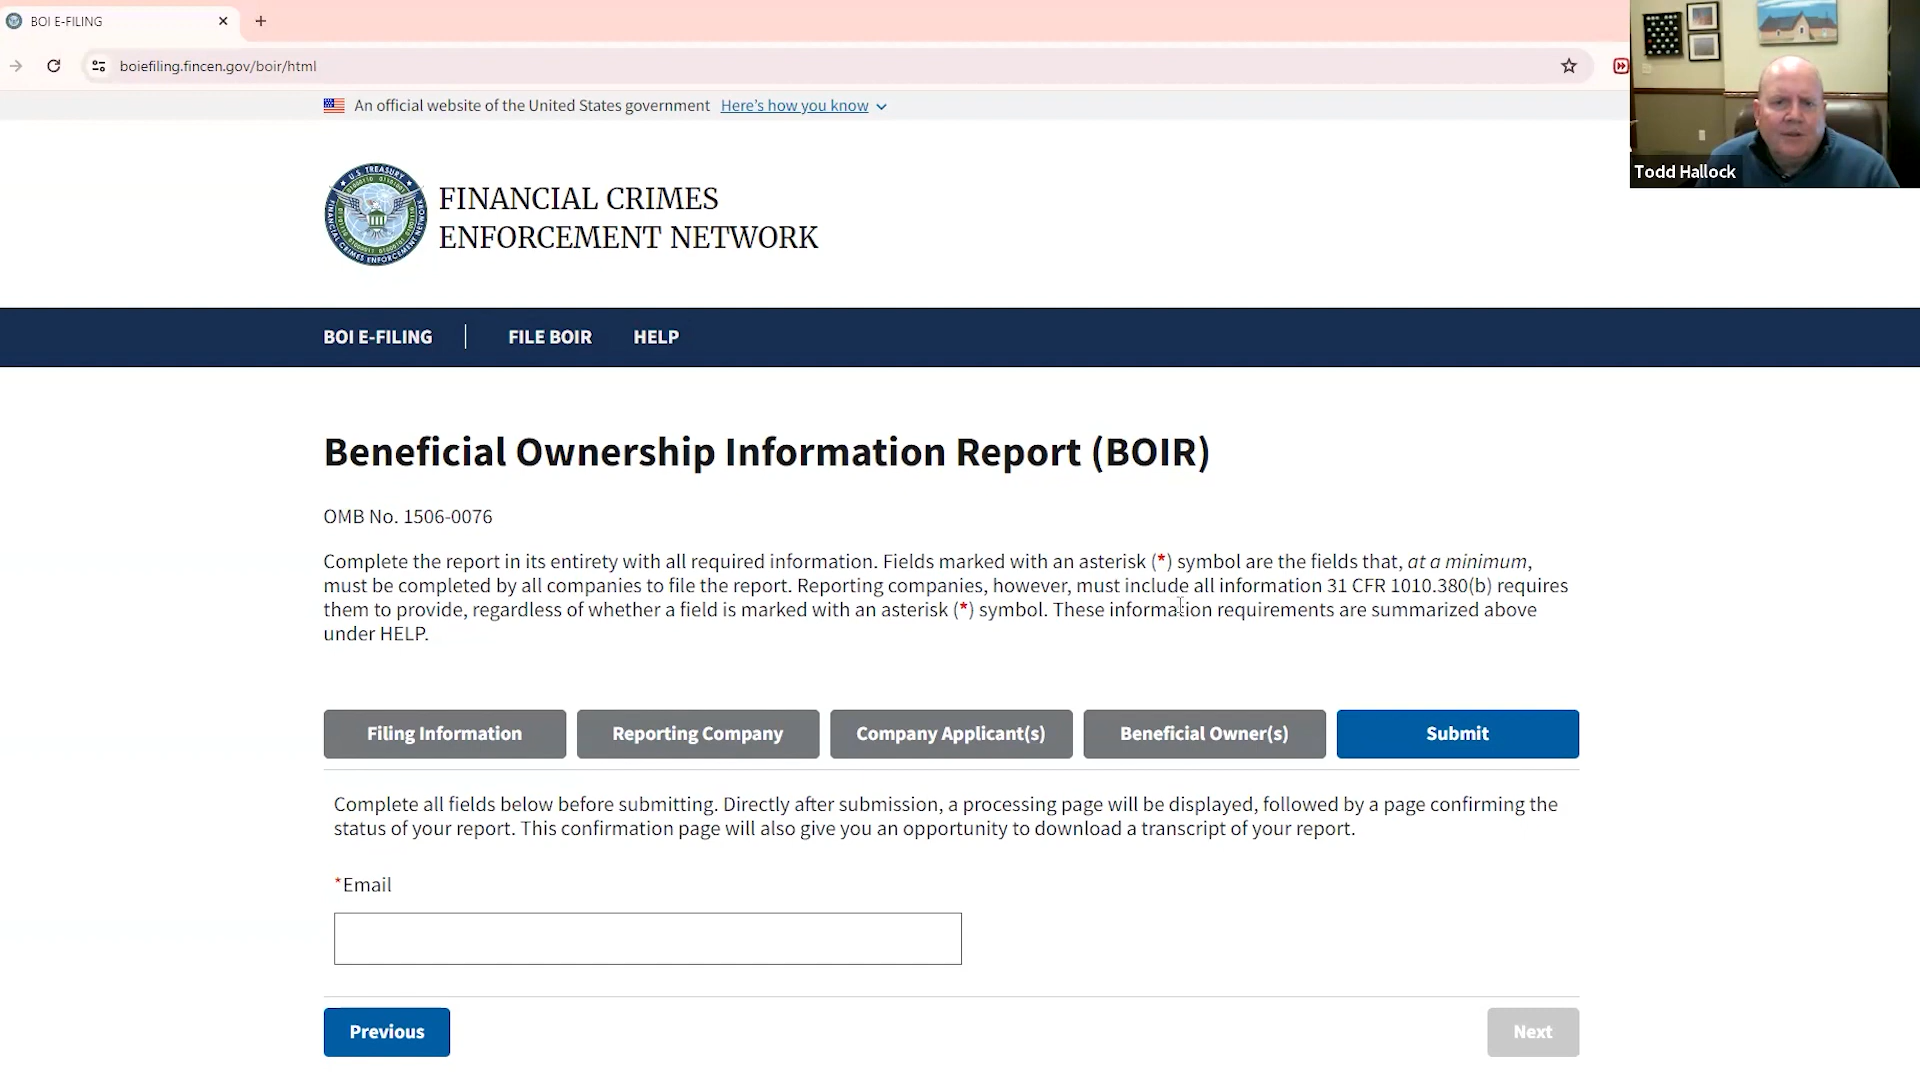 BOI E-FILING
boiefiling.fincen.gov/boir/html
An official website of the United States government Here's how you know
Todd Hallock
U.S. TREASURY
FINANCIAL CRIMES ENFORCEMENT NETWORK
FINANCIAL CRIMES
ENFORCEMENT NETWORK
BOI E-FILING
FILE BOIR
HELP
Beneficial Ownership Information Report (BOIR)
OMB No. 1506-0076
Complete the report in its entirety with all required information. Fields marked with an asterisk (*) symbol are the fields that, at a minimum,
must be completed by all companies to file the report. Reporting companies, however, must include all information 31 CFR 1010.380(b) requires
them to provide, regardless of whether a field is marked with an asterisk (*) symbol. These information requirements are summarized above
under HELP.
Filing Information
Reporting Company
Company Applicant(s)
Beneficial Owner(s)
Submit
Complete all fields below before submitting. Directly after submission, a processing page will be displayed, followed by a page confirming the
status of your report. This confirmation page will also give you an opportunity to download a transcript of your report.
*Email
Previous
Next